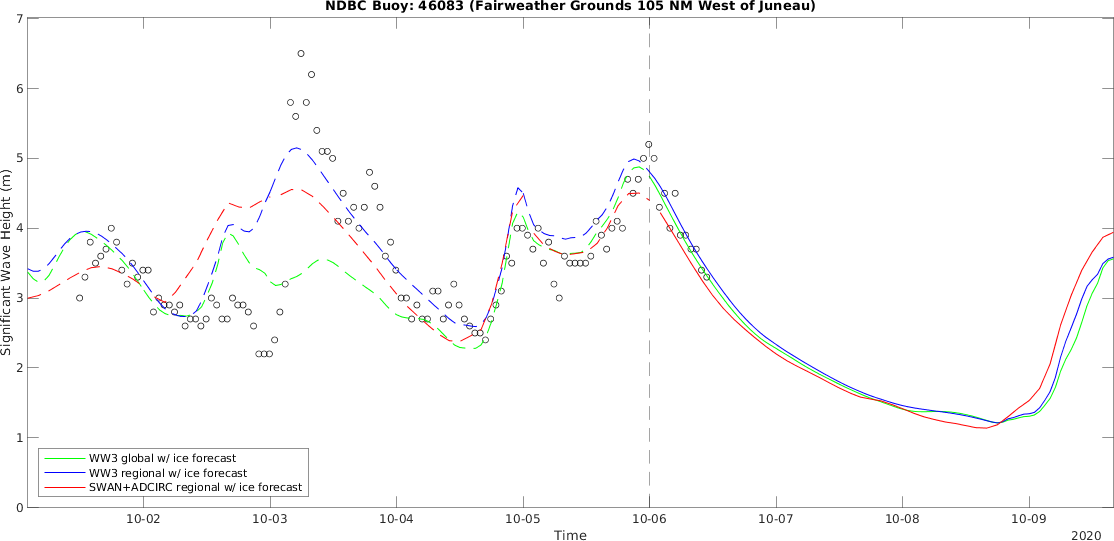 NDBC Buoy: 46083 (Fairweather Grounds 105 NM West of Juneau)
7
6
5
4
3
2
1
0
Significant Wave Height (m)
WW3 global w/ ice forecast
WW3 regional w/ ice forecast
SWAN+ADCIRC regional w/ ice forecast
10-02 10-03 10-04 10-05 10-06 10-07 10-08 10-09
Time
2020